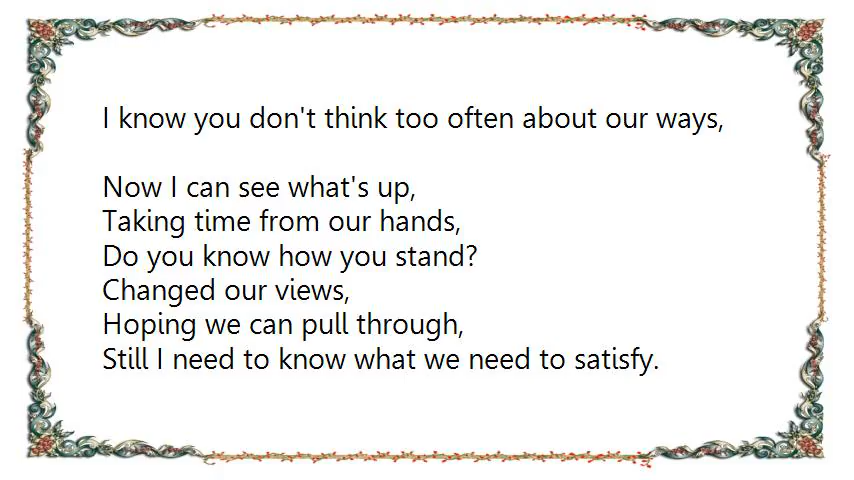 I know you don't think too often about our ways,
Now I can see what's up,
Taking time from our hands,
Do you know how you stand?
Changed our views,
Hoping we can pull through,
Still I need to know what we need to satisfy.